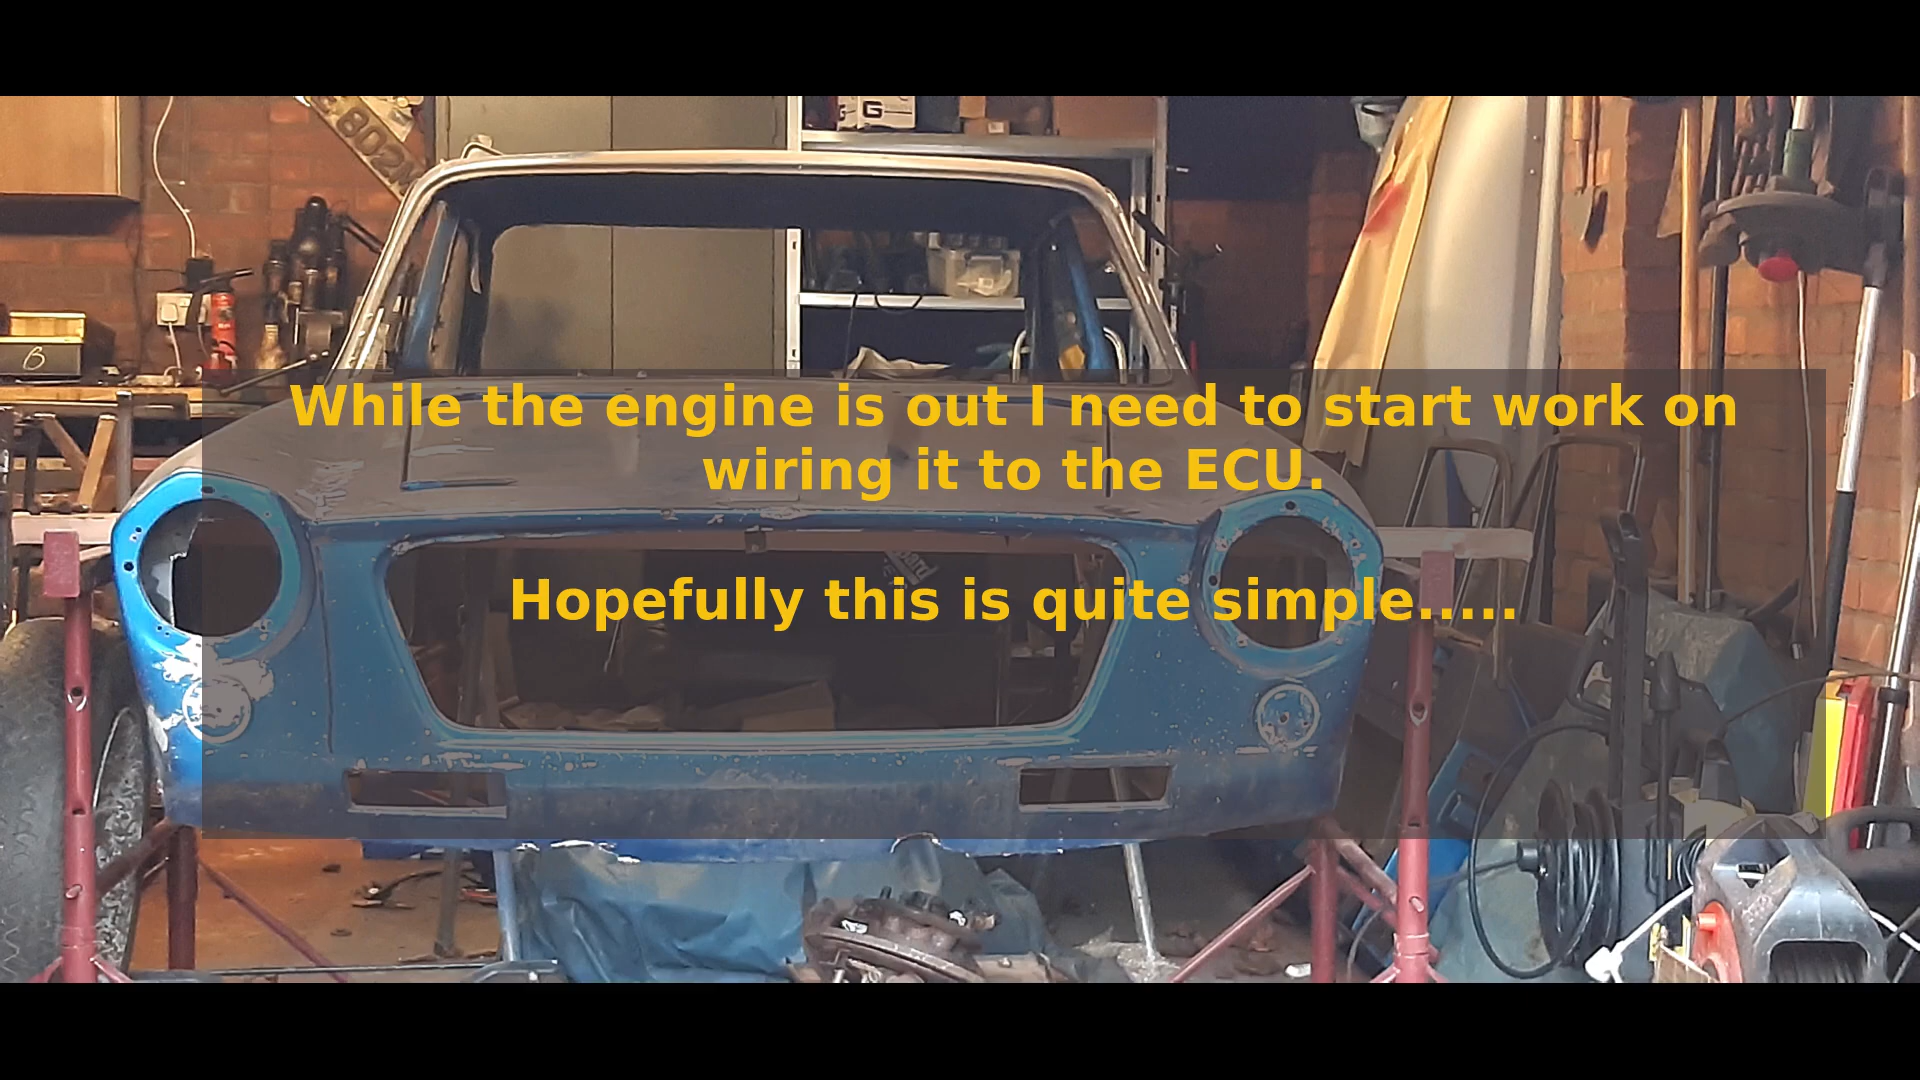 802
G
B
While the engine is out I need to start work on
wiring it to the ECU.
Hopefully this is quite simple.....